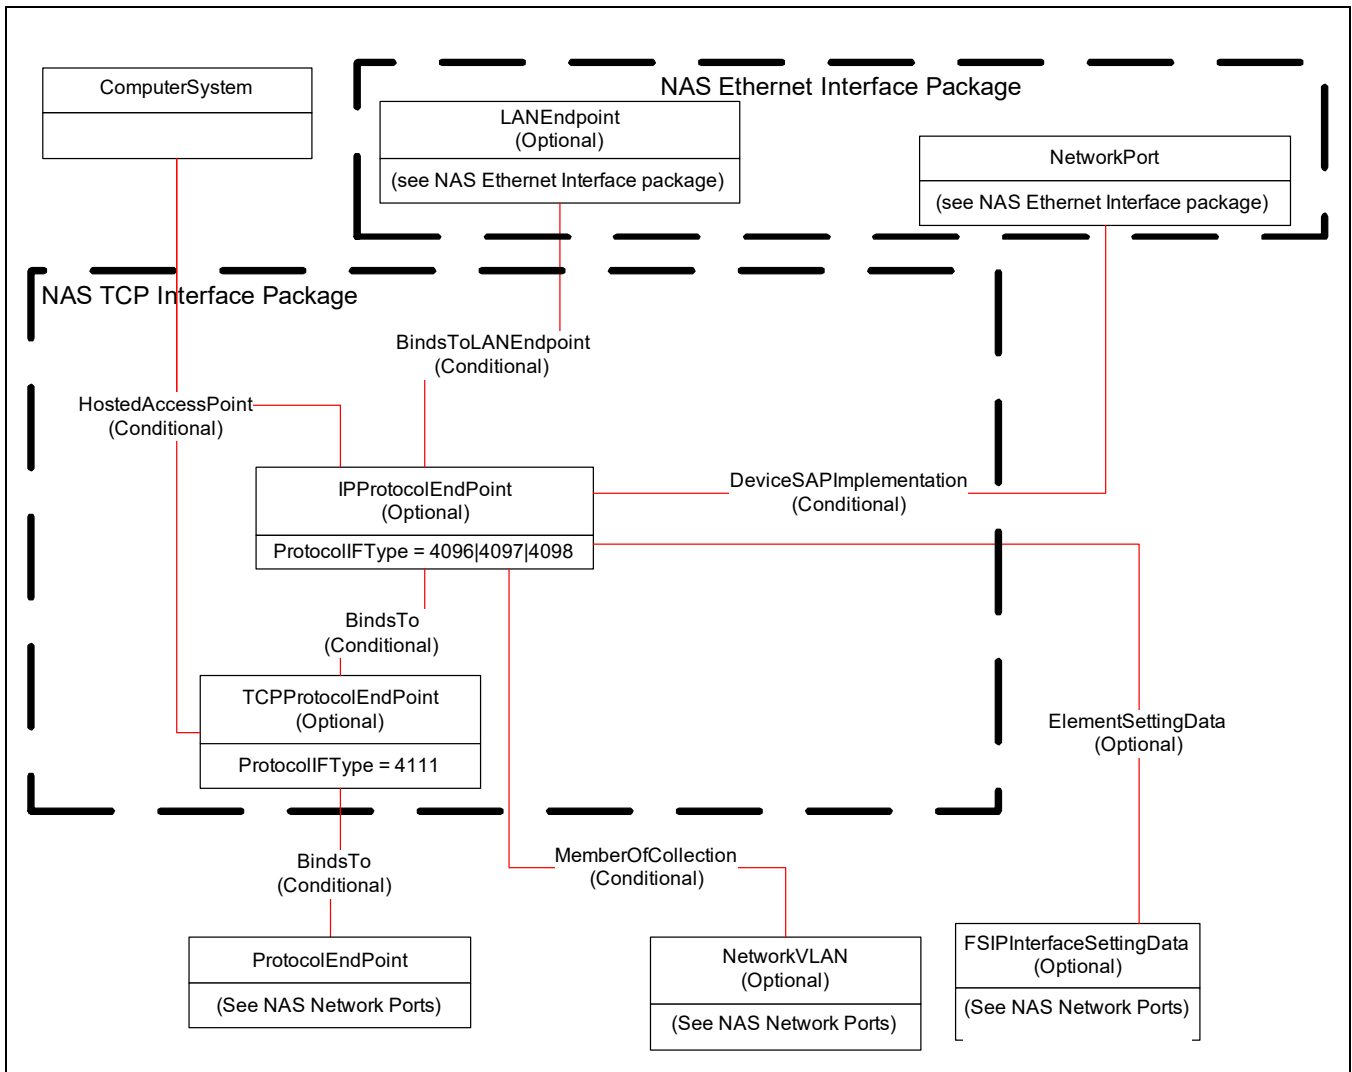 ComputerSystem
NAS Ethernet Interface Package
LANEndpoint
(Optional)
(see NAS Ethernet Interface package)
NetworkPort
(see NAS Ethernet Interface package)
NAS TCP Interface Package
BindsToLANEndpoint
(Conditional)
HostedAccessPoint
(Conditional)
IPProtocolEndPoint
(Optional)
ProtocolIFType = 4096|4097|4098
DeviceSAPImplementation
(Conditional)
BindsTo
(Conditional)
TCPProtocolEndPoint
(Optional)
ProtocolIFType = 4111
ElementSettingData
(Optional)
BindsTo
(Conditional)
MemberOfCollection
(Conditional)
ProtocolEndPoint
(See NAS Network Ports)
NetworkVLAN
(Optional)
(See NAS Network Ports)
FSIPInterfaceSettingData
(Optional)
(See NAS Network Ports)